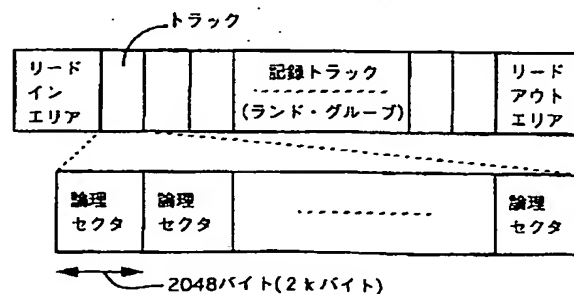 トラック
リード
イン
エリア
記録トラック
(ランド・グループ)
リード
アウト
エリア
論理
セクタ
論理
セクタ
論理
セクタ
2048バイト(2kバイト)